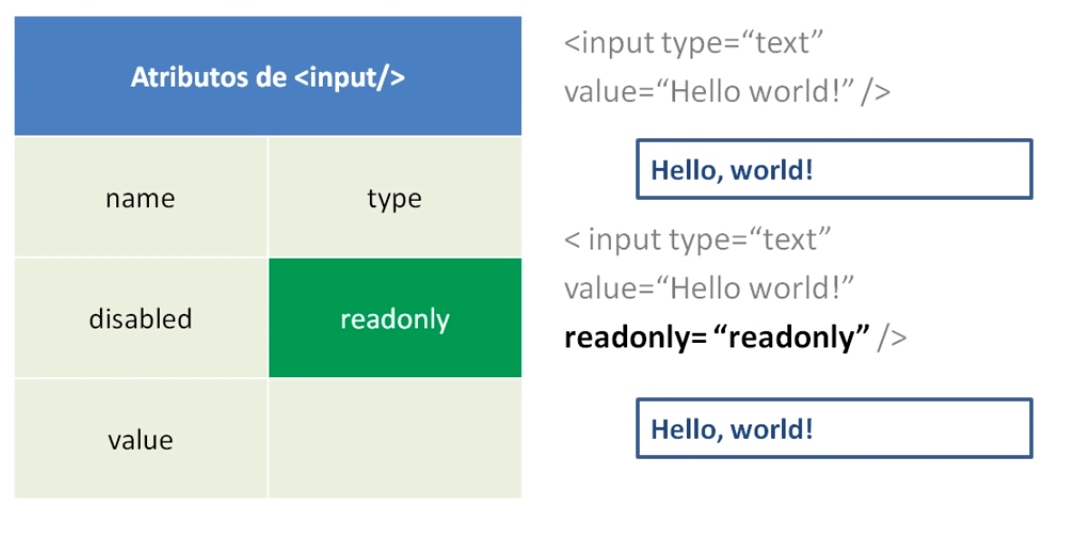 Atributos de <input/>
name type
disabled readonly
value
<input type=“text”
value=“Hello world!” />
Hello, world!
< input type=“text”
value=“Hello world!”
readonly= “readonly” />
Hello, world!